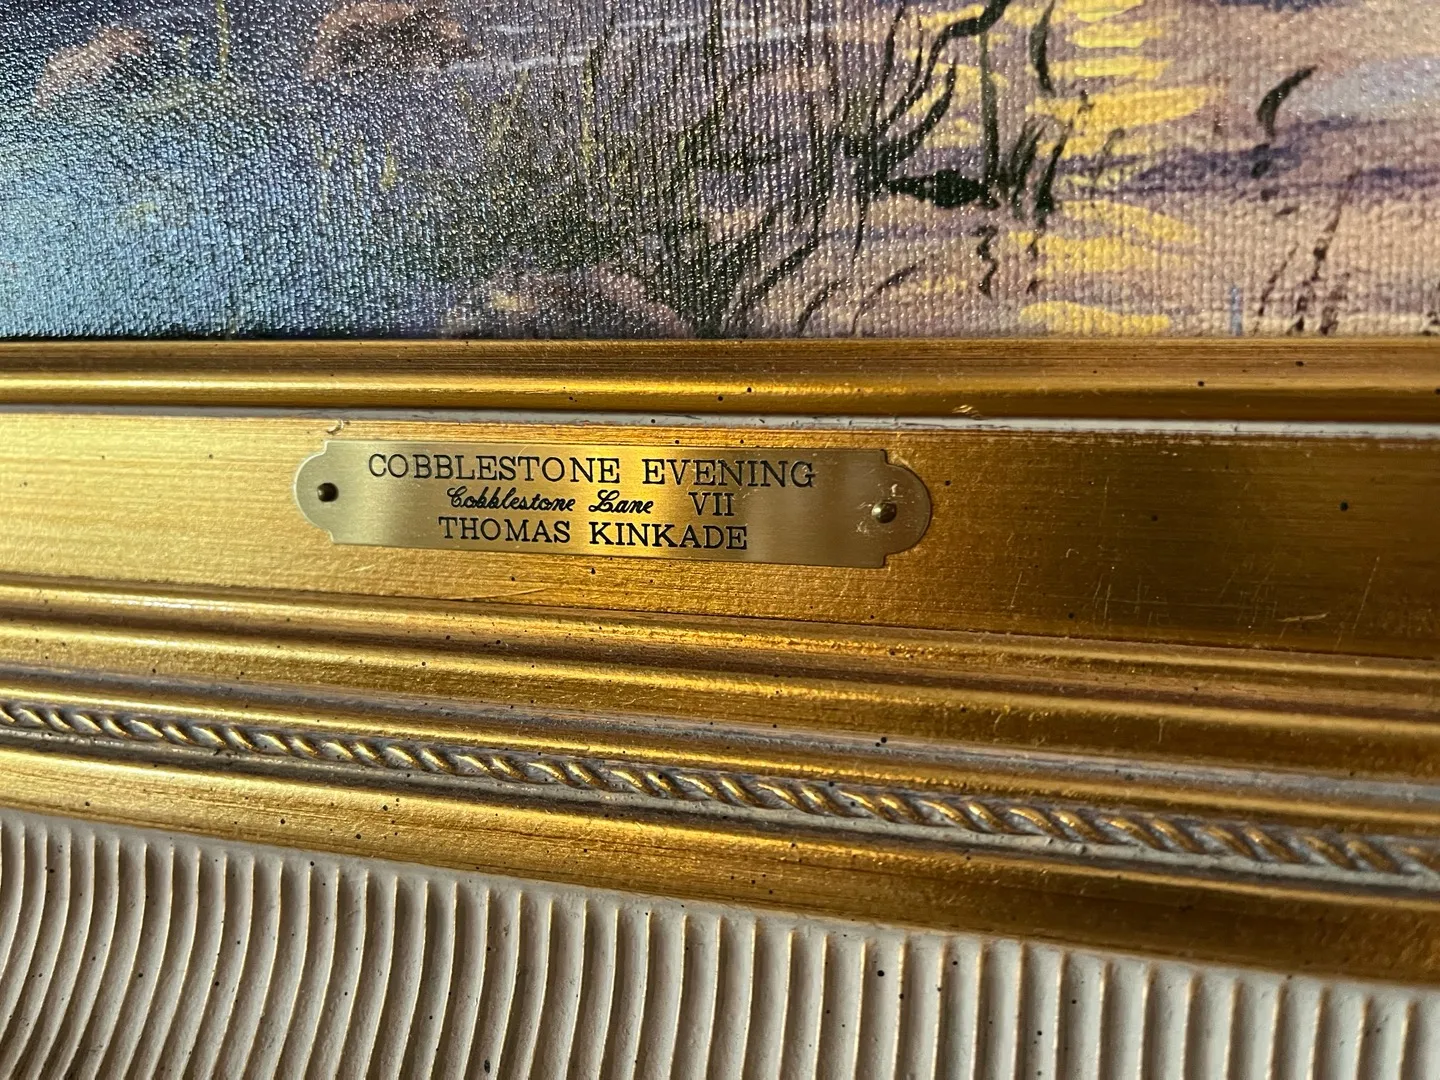 COBBLESTONE EVENING
Cobblestone Lane VII
THOMAS KINKADE